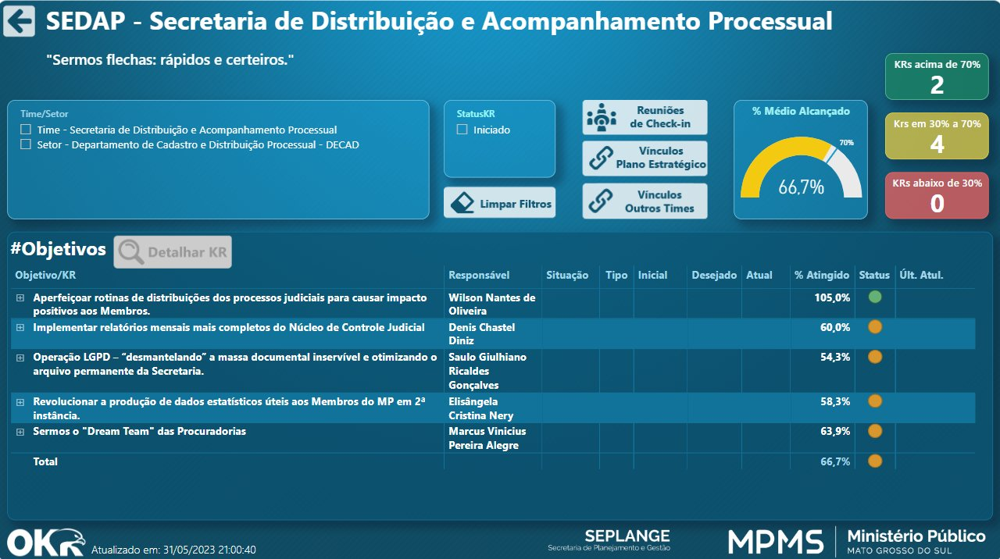 SEDAP - Secretaria de Distribuição e Acompanhamento Processual
"Sermos flechas: rápidos e certeiros."
KRs acima de 70%
2
Time/Setor
Time - Secretaria de Distribuição e Acompanhamento Processual
Setor - Departamento de Cadastro e Distribuição Processual - DECAD
StatusKR
Iniciado
Limpar Filtros
Reuniões
de Check-in
Vínculos
Plano Estratégico
Vínculos
Outros Times
% Médio Alcançado
70%
66,7%
Krs em 30% a 70%
4
KRs abaixo de 30%
0
#Objetivos
Detalhar KR
Objetivo/KR Responsável Situação Tipo Inicial Desejado Atual % Atingido Status Últ. Atul.
Aperfeiçoar rotinas de distribuições dos processos judiciais para causar impacto
positivos aos Membros.
Wilson Nantes de
Oliveira
105,0%
Implementar relatórios mensais mais completos do Núcleo de Controle Judicial
Denis Chastel
Diniz
60,0%
Operação LGPD – “desmantelando” a massa documental inservível e otimizando o
arquivo permanente da Secretaria.
Saulo Giulhiano
Ricaldes
Gonçalves
54,3%
Revolucionar a produção de dados estatísticos úteis aos Membros do MP em 2ª
instância.
Elisângela
Cristina Nery
58,3%
Sermos o "Dream Team" das Procuradorias
Marcus Vinicius
Pereira Alegre
63,9%
Total 66,7%
OKR
Atualizado em: 31/05/2023 21:00:40
SEPLANGE
Secretaria de Planejamento e Gestão
MPMS
Ministério Público
MATO GROSSO DO SUL